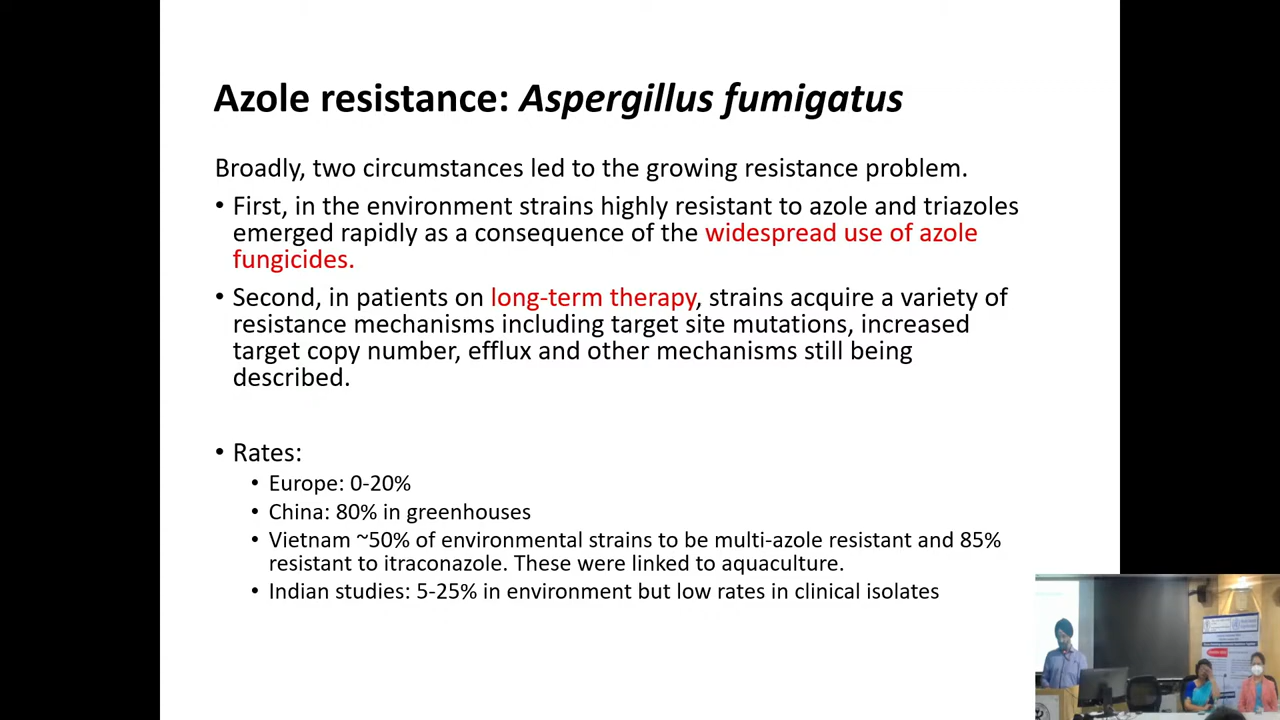 Azole resistance: Aspergillus fumigatus
Broadly, two circumstances led to the growing resistance problem.
• First, in the environment strains highly resistant to azole and triazoles
emerged rapidly as a consequence of the widespread use of azole
fungicides.
• Second, in patients on long-term therapy, strains acquire a variety of
resistance mechanisms including target site mutations, increased
target copy number, efflux and other mechanisms still being
described.
• Rates:
• Europe: 0-20%
• China: 80% in greenhouses
• Vietnam ~50% of environmental strains to be multi-azole resistant and 85%
resistant to itraconazole. These were linked to aquaculture.
• Indian studies: 5-25% in environment but low rates in clinical isolates